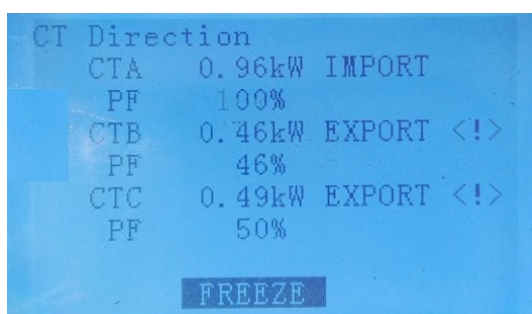 CT Direction
CTA 0.96kW IMPORT
PF 100%
CTB 0.46kW EXPORT <!>
PF 46%
CTC 0.49kW EXPORT <!>
PF 50%
FREEZE